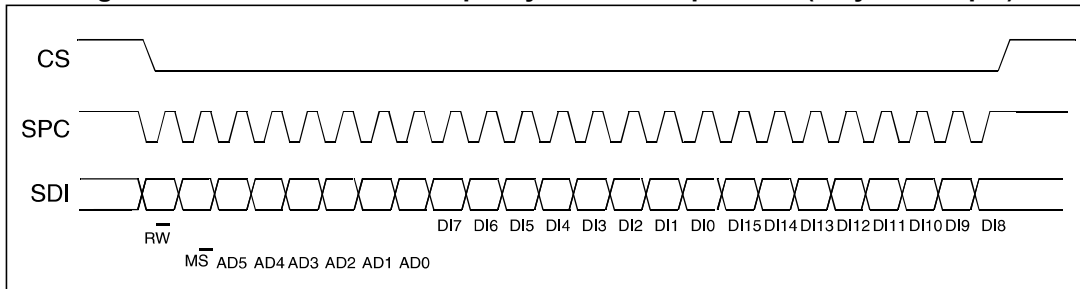 CS
SPC
SDI
DI7 DI6 DI5 DI4 DI3 DI2 DI1 DI0 DI15 DI14 DI13 DI12 DI11 DI10 DI9 DI8
RW
MS AD5 AD4 AD3 AD2 AD1 AD0